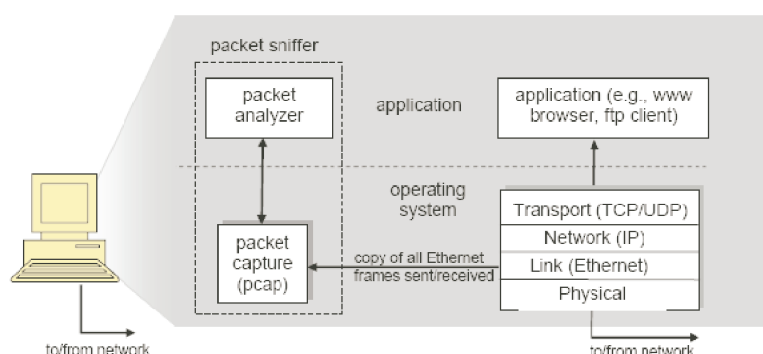 packet sniffer
packet
analyzer
application
application (e.g., www
browser, ftp client)
operating
system
packet
capture
(pcap)
copy of all Ethernet
frames sent/received
Transport (TCP/UDP)
Network (IP)
Link (Ethernet)
Physical
to/from network
to/from network